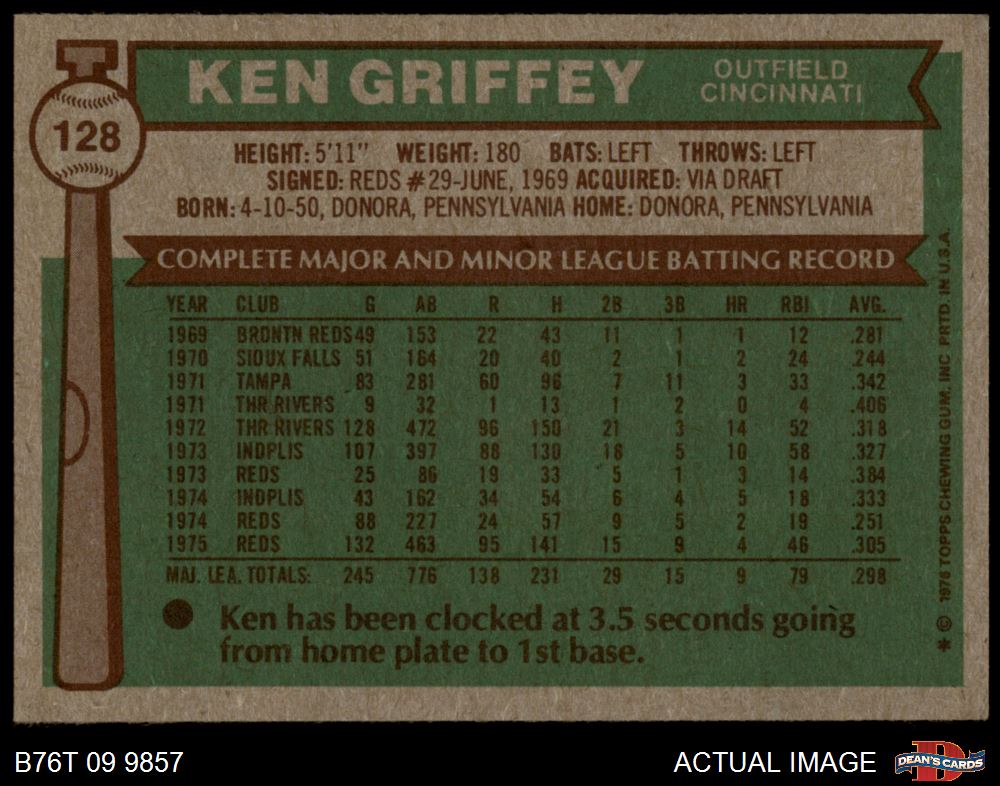 KEN GRIFFEY
OUTFIELD
CINCINNATI
128
HEIGHT: 5'11" WEIGHT: 180 BATS: LEFT THROWS: LEFT
SIGNED: REDS #29-JUNE, 1969 ACQUIRED: VIA DRAFT
BORN: 4-10-50, DONORA, PENNSYLVANIA HOME: DONORA, PENNSYLVANIA
COMPLETE MAJOR AND MINOR LEAGUE BATTING RECORD
YEAR CLUB G AB R H 2B 3B HR RBI AVG.
1969 BRDNTN REDS 49 153 22 43 11 1 1 12 .281
1970 SIOUX FALLS 51 164 20 40 2 1 2 24 .244
1971 TAMPA 83 281 60 96 7 11 3 33 .342
1971 THR RIVERS 9 32 1 13 1 2 0 4 .406
1972 THR RIVERS 128 472 96 150 21 3 14 52 .318
1973 INDPLIS 107 397 88 130 18 5 10 58 .327
1973 REDS 25 86 19 33 5 1 3 14 .384
1974 INDPLIS 43 162 34 54 6 4 5 18 .333
1974 REDS 88 227 24 57 9 5 2 19 .251
1975 REDS 132 463 95 141 15 9 4 46 .305
MAJ. LEA. TOTALS: 245 776 138 231 29 15 9 79 .298
Ken has been clocked at 3.5 seconds going
from home plate to 1st base.
* © 1976 TOPPS CHEWING GUM, INC PRTD. IN U.S.A.
B76T 09 9857
ACTUAL IMAGE
DEAN'S CARDS